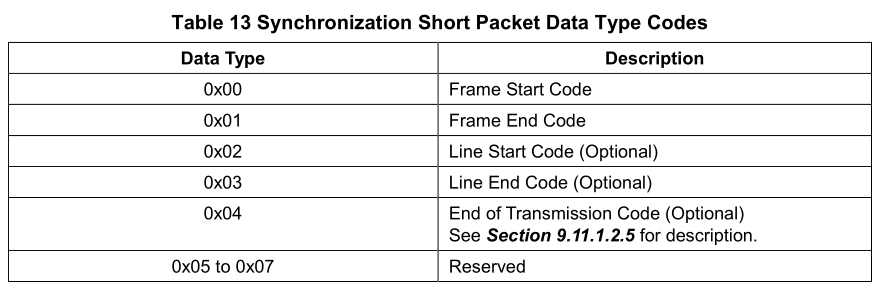 Table 13 Synchronization Short Packet Data Type Codes
Data Type Description
0x00 Frame Start Code
0x01 Frame End Code
0x02 Line Start Code (Optional)
0x03 Line End Code (Optional)
0x04 End of Transmission Code (Optional)
See Section 9.11.1.2.5 for description.
0x05 to 0x07 Reserved